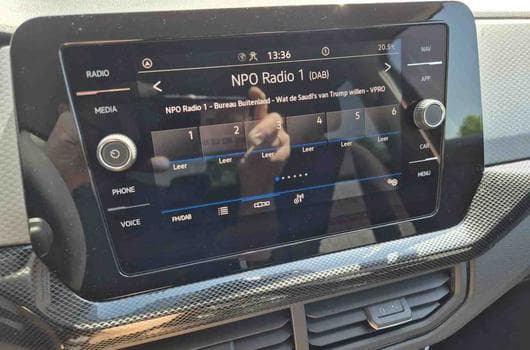 13:36
20.5°C
RADIO
MEDIA
PHONE
VOICE
NPO Radio 1 (DAB)
NPO Radio 1 - Bureau Buitenland - Wat de Saudi's van Trump willen - VPRO
1 2 3 4 5 6
Leer Leer Leer Leer Leer Leer
FM/DAB
NAV
APP
CAR
MENU